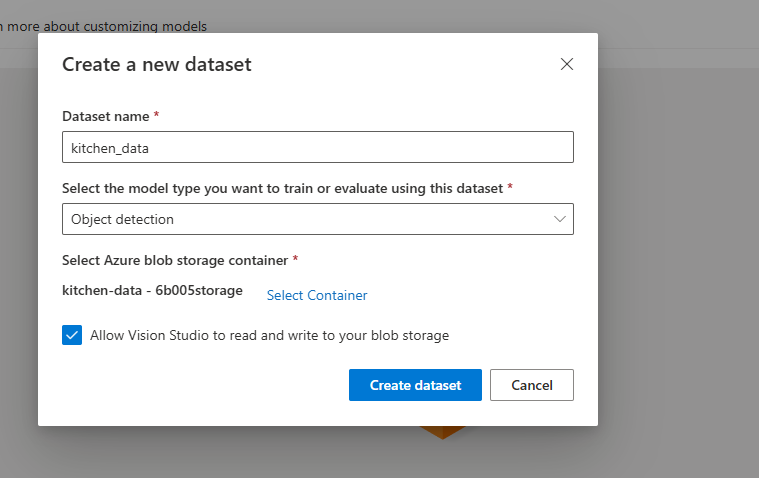 more about customizing models
Create a new dataset
Dataset name *
kitchen_data
Select the model type you want to train or evaluate using this dataset *
Object detection
Select Azure blob storage container *
kitchen-data - 6b005storage
Select Container
Allow Vision Studio to read and write to your blob storage
Create dataset
Cancel